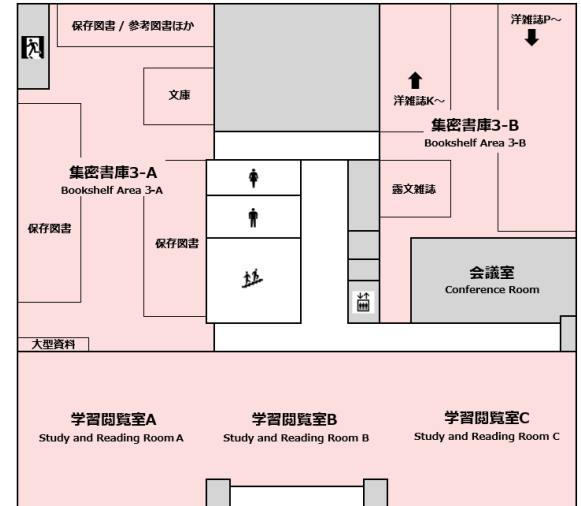 保存図書 / 参考図書ほか
文庫
集密書庫3-A
Bookshelf Area 3-A
保存図書
保存図書
大型資料
洋雑誌P～
洋雑誌K～
集密書庫3-B
Bookshelf Area 3-B
露文雑誌
会議室
Conference Room
学習閲覧室A
Study and Reading Room A
学習閲覧室B
Study and Reading Room B
学習閲覧室C
Study and Reading Room C